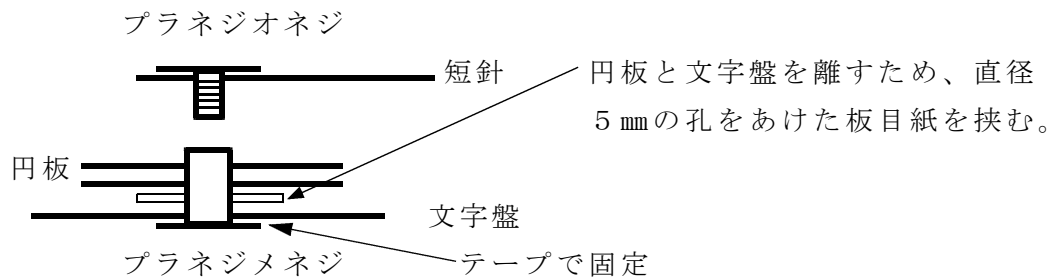 プラネジオネジ
短針
円板と文字盤を離すため、直径
５㎜の孔をあけた板目紙を挟む。
円板
文字盤
プラネジメネジ
テープで固定